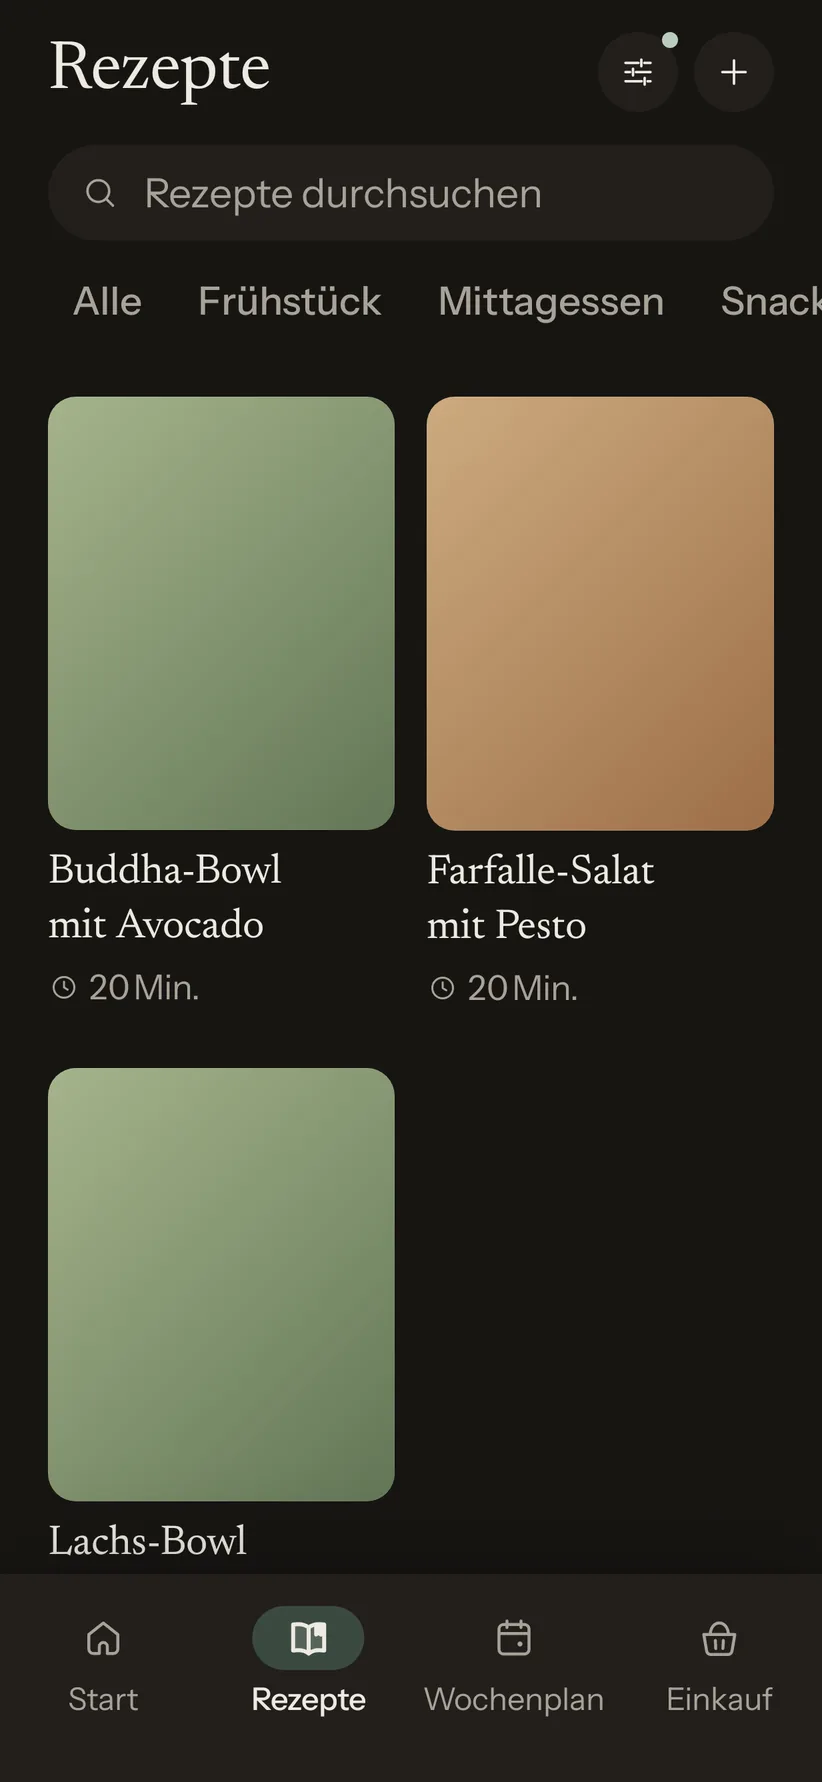 Rezepte
Rezepte durchsuchen
Alle Frühstück Mittagessen Snack
Buddha-Bowl
mit Avocado
20 Min.
Farfalle-Salat
mit Pesto
20 Min.
Lachs-Bowl
Start Rezepte Wochenplan Einkauf